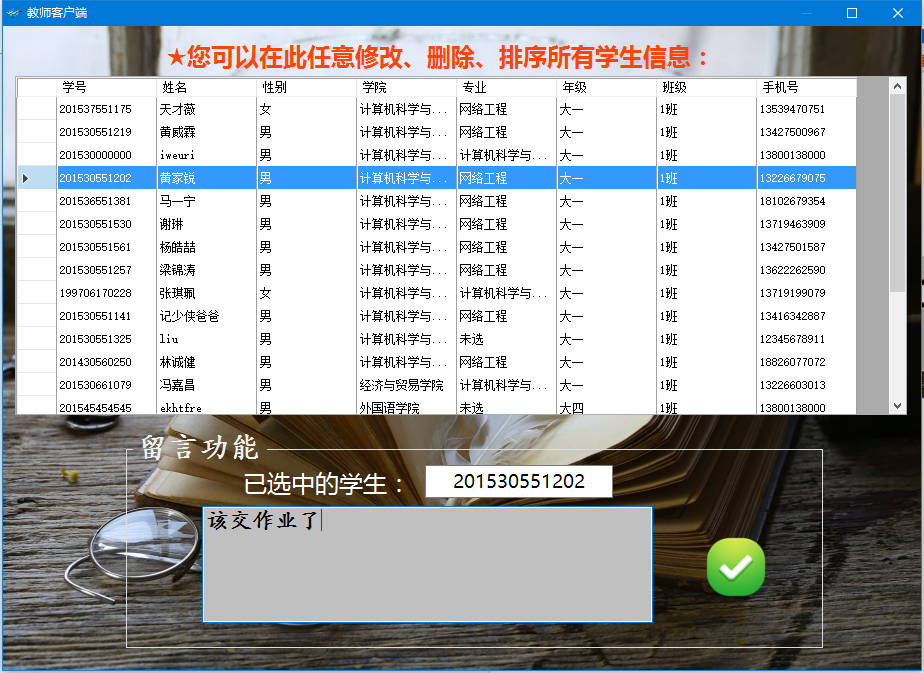 教师客户端
★您可以在此任意修改、删除、排序所有学生信息：
学号 姓名 性别 学院 专业 年级 班级 手机号
201537551175 天才薇 女 计算机科学与... 网络工程 大一 1班 13539470751
201530551219 黄威霖 男 计算机科学与... 网络工程 大一 1班 13427500967
201530000000 iweuri 男 计算机科学与... 计算机科学与... 大一 1班 13800138000
201530551202 黄家锐 男 计算机科学与... 网络工程 大一 1班 13226679075
201536551381 马一宁 男 计算机科学与... 网络工程 大一 1班 18102679354
201530551530 谢琳 男 计算机科学与... 网络工程 大一 1班 13719463909
201530551561 杨皓喆 男 计算机科学与... 网络工程 大一 1班 13427501587
201530551257 梁锦涛 男 计算机科学与... 网络工程 大一 1班 13622262590
199706170228 张琪珮 女 计算机科学与... 计算机科学与... 大一 1班 13719199079
201530551141 记少侠爸爸 男 计算机科学与... 网络工程 大一 1班 13416342887
201530551325 liu 男 计算机科学与... 未选 大一 1班 12345678911
201430560250 林诚健 男 计算机科学与... 网络工程 大一 1班 18826077072
201530661079 冯嘉昌 男 经济与贸易学院 计算机科学与... 大一 1班 13226603013
201545454545 ekhtfre 男 外国语学院 未选 大四 1班 13800138000
留言功能
已选中的学生： 201530551202
该交作业了